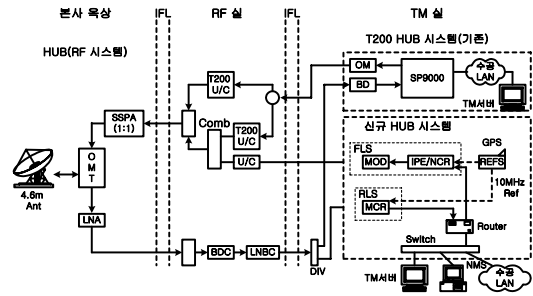 본사 옥상
IFL
RF 실
IFL
TM 실
HUB(RF 시스템)
T200 HUB 시스템(기존)
T200
U/C
OM
BD
SP9000
수공
LAN
TM서버
SSPA
(1:1)
Comb
T200
U/C
U/C
신규 HUB 시스템
FLS
MOD
IPE/NCR
GPS
REFS
10MHz
Ref
RLS
MCR
Router
4.6m
Ant
OMT
LNA
BDC
LNBC
DIV
Switch
TM서버
NMS
수공
LAN